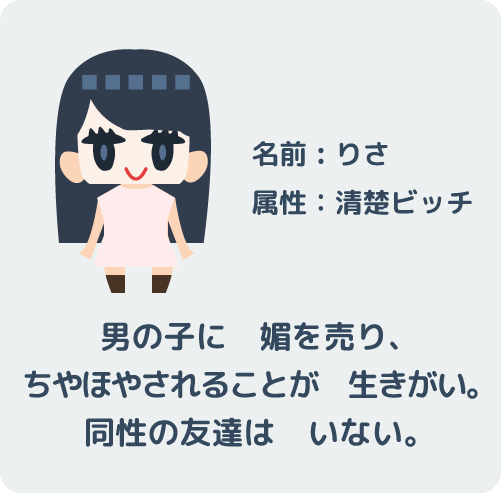 名前：りさ
属性：清楚ビッチ
男の子に　媚を売り、
ちやほやされることが　生きがい。
同性の友達は　いない。